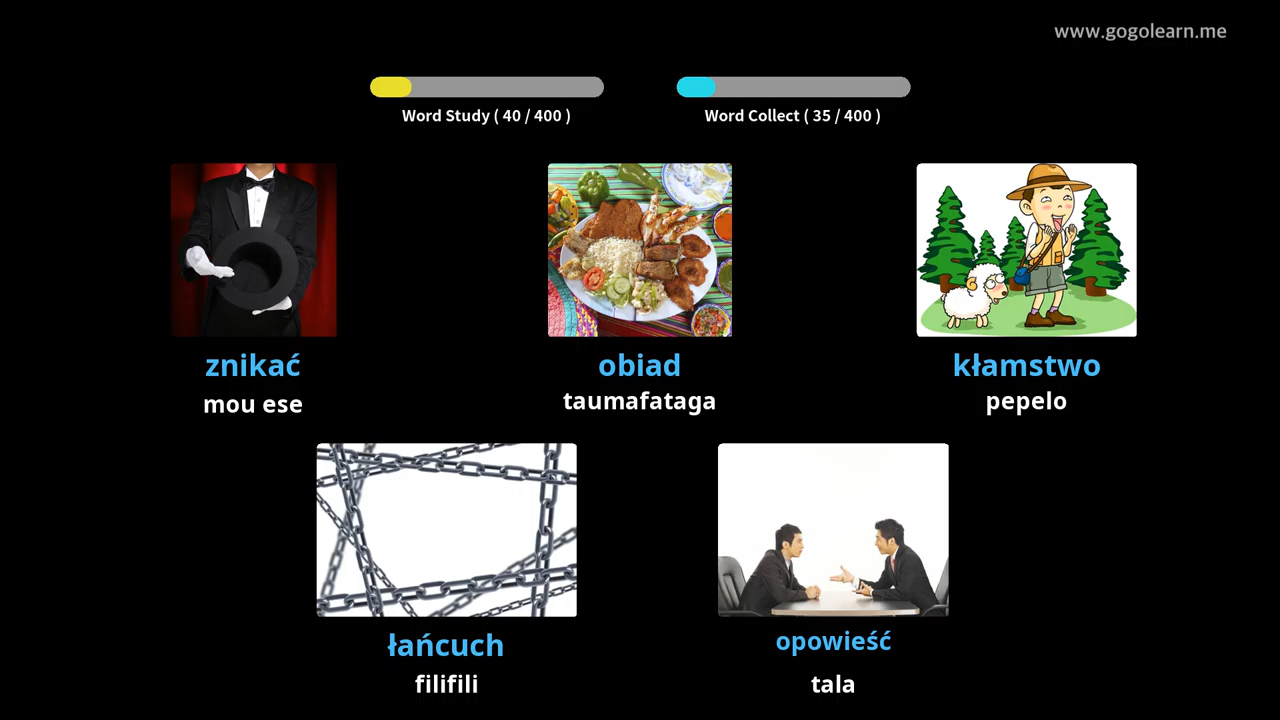 www.gogolearn.me
Word Study ( 40 / 400 )
Word Collect ( 35 / 400 )
znikać
mou ese
obiad
taumafataga
kłamstwo
pepelo
łańcuch
filifili
opowieść
tala